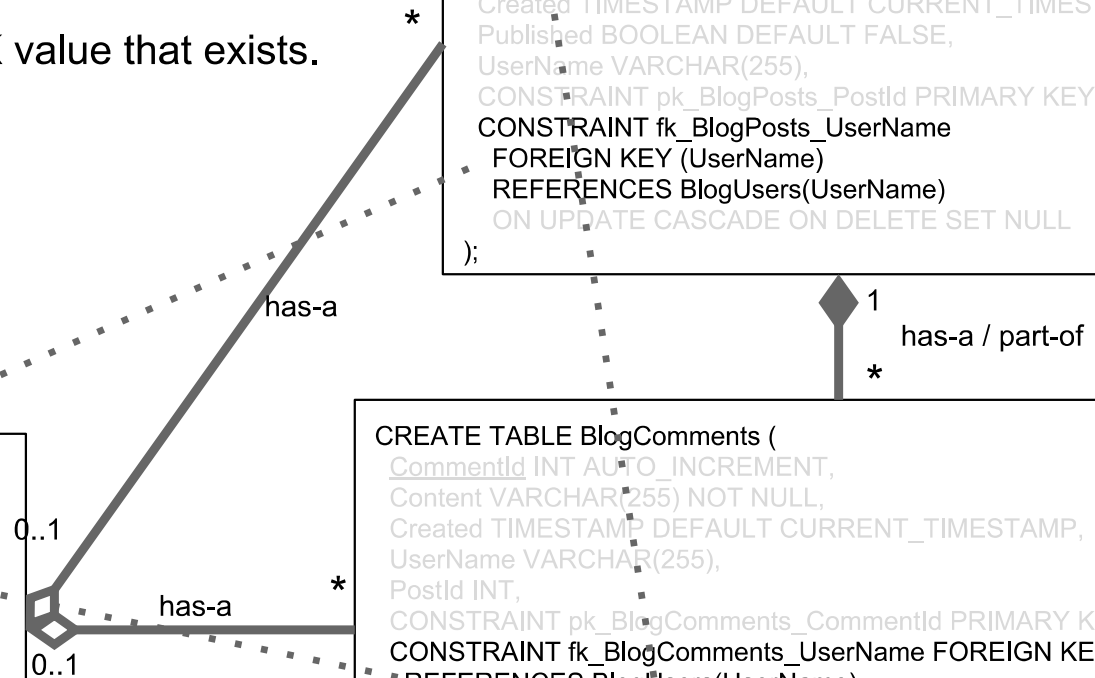 Created TIMESTAMP DEFAULT CURRENT_TIMES
*
Published BOOLEAN DEFAULT FALSE,
value that exists.
UserName VARCHAR(255),
CONSTRAINT pk_BlogPosts_PostId PRIMARY KEY
CONSTRAINT fk_BlogPosts_UserName
FOREIGN KEY (UserName)
REFERENCES BlogUsers(UserName)
ON UPDATE CASCADE ON DELETE SET NULL
);
has-a
1
has-a / part-of
*
CREATE TABLE BlogComments (
CommentId INT AUTO_INCREMENT,
Content VARCHAR(255) NOT NULL,
Created TIMESTAMP DEFAULT CURRENT_TIMESTAMP,
0..1
UserName VARCHAR(255),
*
PostId INT,
has-a
CONSTRAINT pk_BlogComments_CommentId PRIMARY K
CONSTRAINT fk_BlogComments_UserName FOREIGN KE
0..1
REFERENCES BlogUsers(UserName)